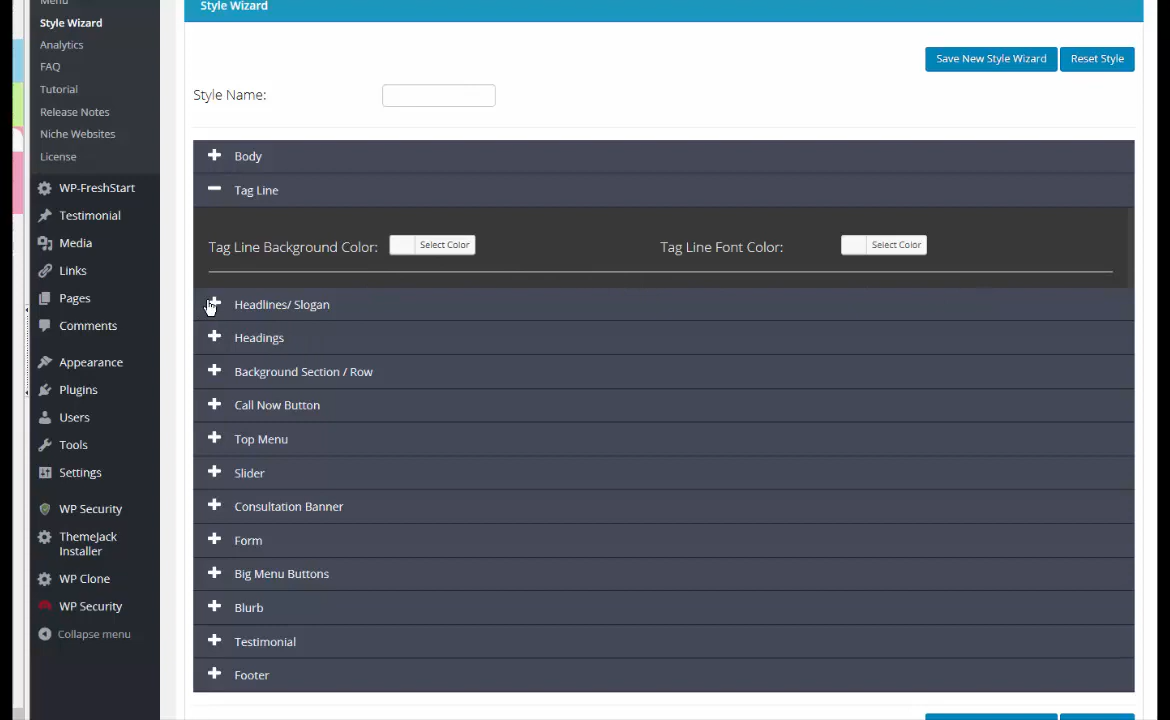 Menu
Style Wizard
Analytics
FAQ
Tutorial
Release Notes
Niche Websites
License
WP-FreshStart
Testimonial
Media
Links
Pages
Comments
Appearance
Plugins
Users
Tools
Settings
WP Security
ThemeJack
Installer
WP Clone
WP Security
Collapse menu
Style Wizard
Save New Style Wizard Reset Style
Style Name:
Body
Tag Line
Tag Line Background Color: Select Color Tag Line Font Color: Select Color
Headlines/ Slogan
Headings
Background Section / Row
Call Now Button
Top Menu
Slider
Consultation Banner
Form
Big Menu Buttons
Blurb
Testimonial
Footer